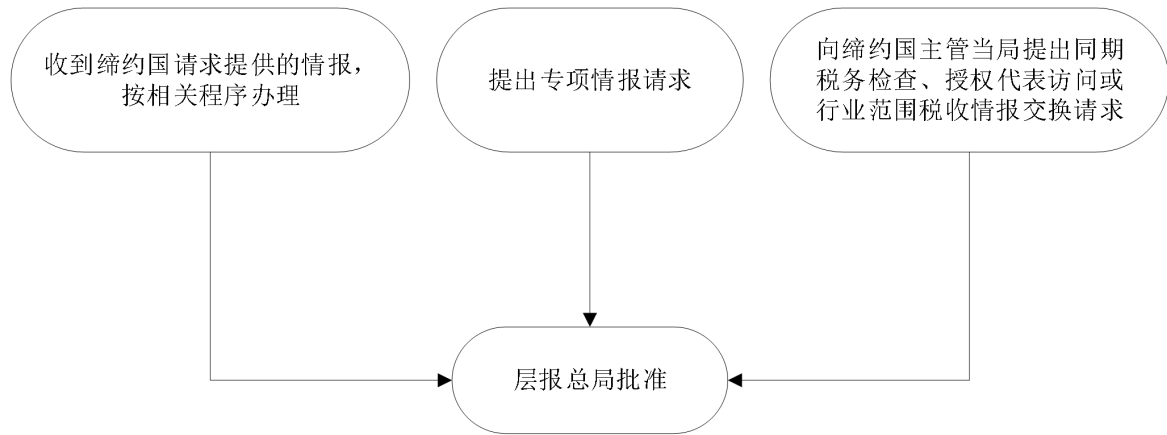 收到缔约国请求提供的情报，
按相关程序办理
提出专项情报请求
向缔约国主管当局提出同期
税务检查、授权代表访问或
行业范围税收情报交换请求
层报总局批准